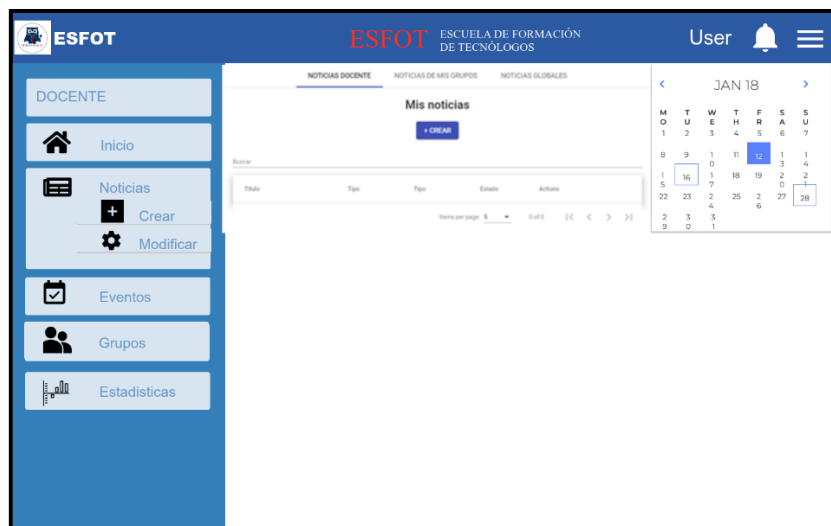 ESFOT
ESFOT ESCUELA DE FORMACIÓN
DE TECNÓLOGOS
User
DOCENTE
Inicio
Noticias
Crear
Modificar
Eventos
Grupos
Estadisticas
NOTICIAS DOCENTE NOTICIAS DE MIS GRUPOS NOTICIAS GLOBALES
Mis noticias
+ CREAR
Buscar
Título Tipo Tipo Estado Actions
Items per page: 5 0 of 0
JAN 18
MO TU WE TH FR SA SU
1 2 3 4 5 6 7
8 9 10 11 12 13 14
15 16 17 18 19 20 21
22 23 24 25 26 27 28
29 30 31